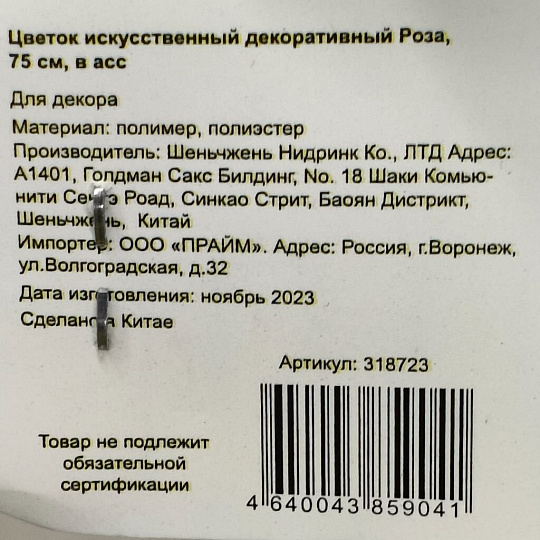 Цветок искусственный декоративный Роза,
75 см, в асс
Для декора
Материал: полимер, полиэстер
Производитель: Шеньчжень Нидринк Ко., ЛТД Адрес:
А1401, Голдман Сакс Билдинг, No. 18 Шаки Комью-
нити Роад, Синкао Стрит, Баоян Дистрикт,
Шеньчжень, Китай
Импортер: ООО «ПРАЙМ». Адрес: Россия, г.Воронеж,
ул.Волгоградская, д.32
Дата изготовления: ноябрь 2023
Сделано в Китае
Артикул: 318723
Товар не подлежит
обязательной
сертификации
4 640043 859041